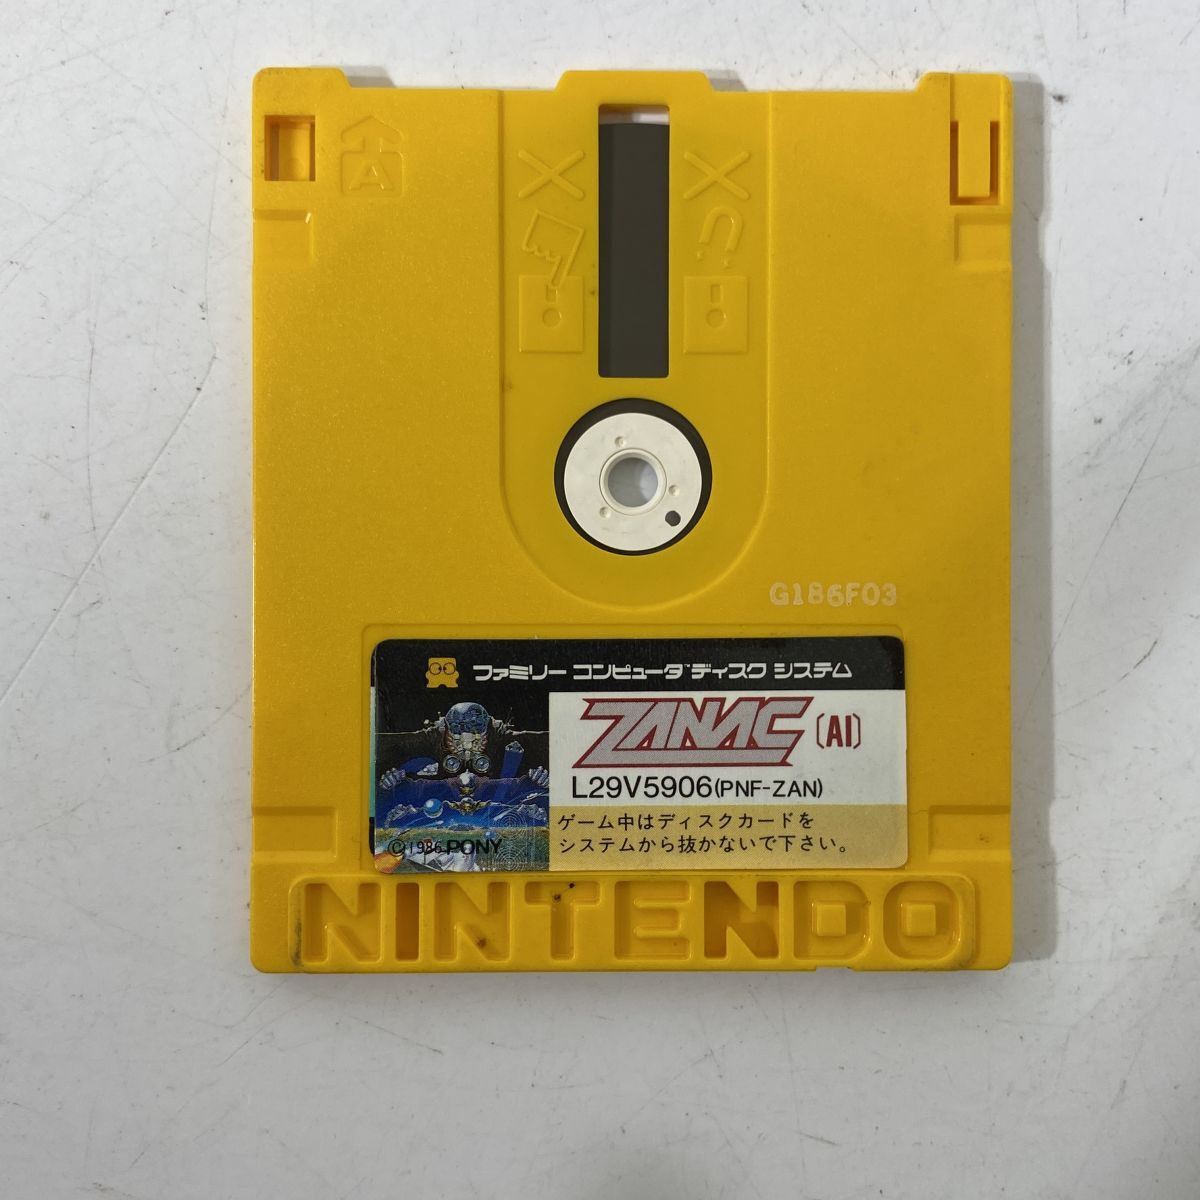 A
G186F03
ファミリー コンピュータ™ ディスク システム
ZANAC [AI]
L29V5906(PNF-ZAN)
ゲーム中はディスクカードを
システムから抜かないで下さい。
©1986 PONY
NINTENDO